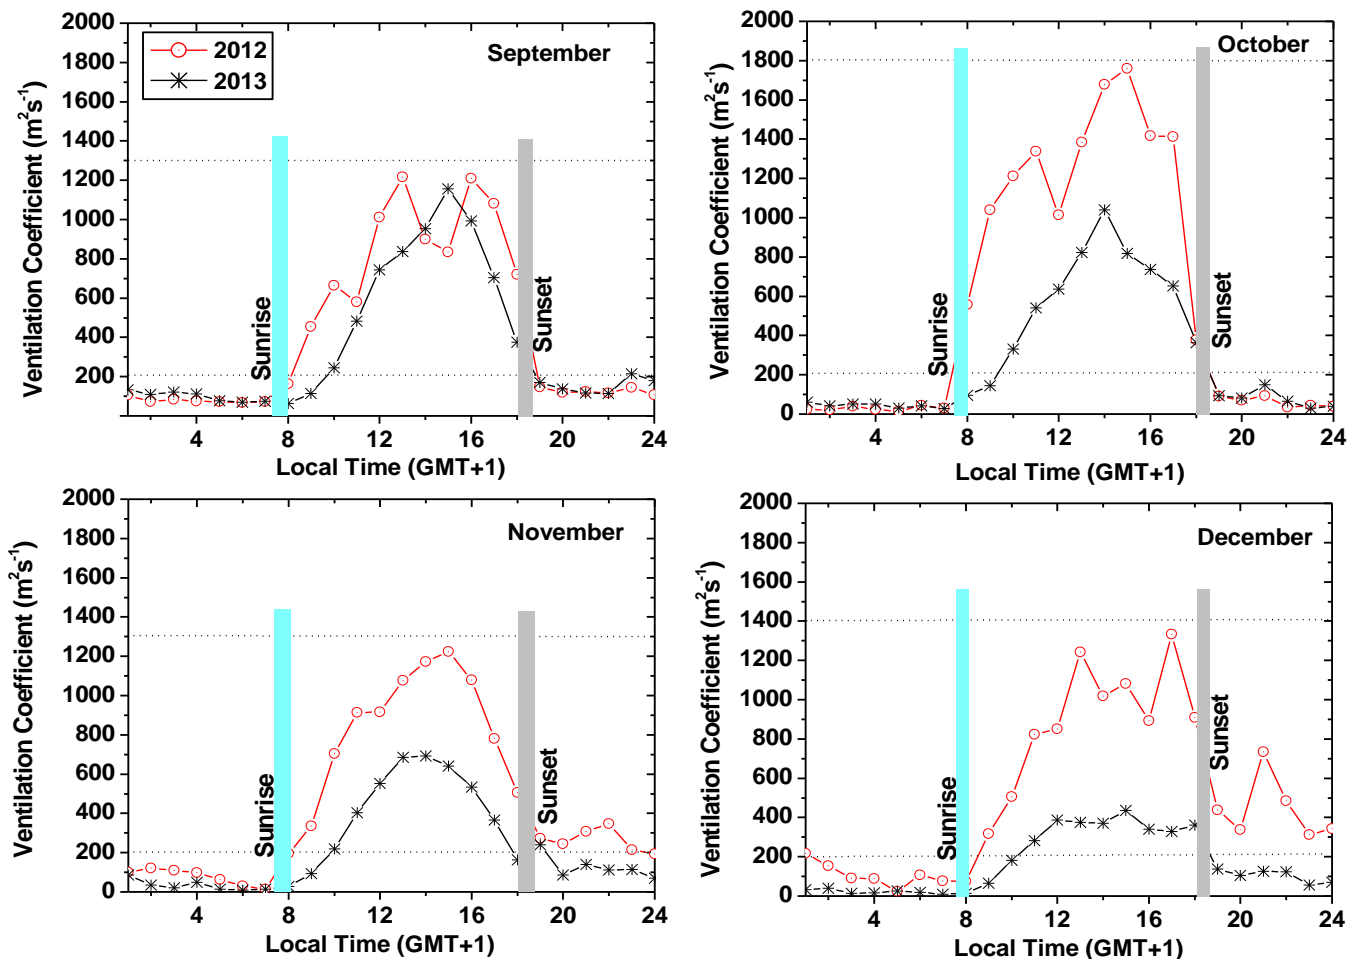 2000
1800
1600
1400
1200
1000
800
600
400
200
0
Ventilation Coefficient (m²s⁻¹)
2012
2013
September
Sunrise
Sunset
4 8 12 16 20 24
Local Time (GMT+1)
2000
1800
1600
1400
1200
1000
800
600
400
200
0
Ventilation Coefficient (m²s⁻¹)
October
Sunrise
Sunset
4 8 12 16 20 24
Local Time (GMT+1)
2000
1800
1600
1400
1200
1000
800
600
400
200
0
Ventilation Coefficient (m²s⁻¹)
November
Sunrise
Sunset
4 8 12 16 20 24
Local Time (GMT+1)
2000
1800
1600
1400
1200
1000
800
600
400
200
0
Ventilation Coefficient (m²s⁻¹)
December
Sunrise
Sunset
4 8 12 16 20 24
Local Time (GMT+1)